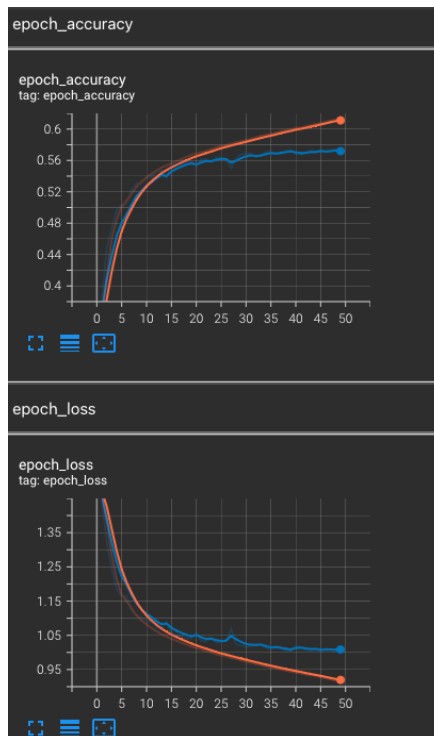 epoch_accuracy
epoch_accuracy
tag: epoch_accuracy
0.6
0.56
0.52
0.48
0.44
0.4
0 5 10 15 20 25 30 35 40 45 50
epoch_loss
epoch_loss
tag: epoch_loss
1.35
1.25
1.15
1.05
0.95
0 5 10 15 20 25 30 35 40 45 50